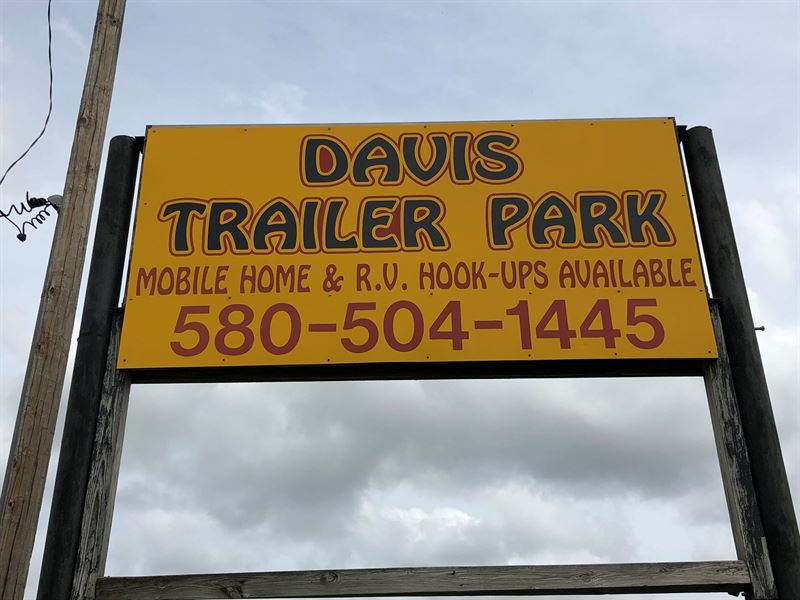 DAVIS
TRAILER PARK
MOBILE HOME & R.V. HOOK-UPS AVAILABLE
580-504-1445